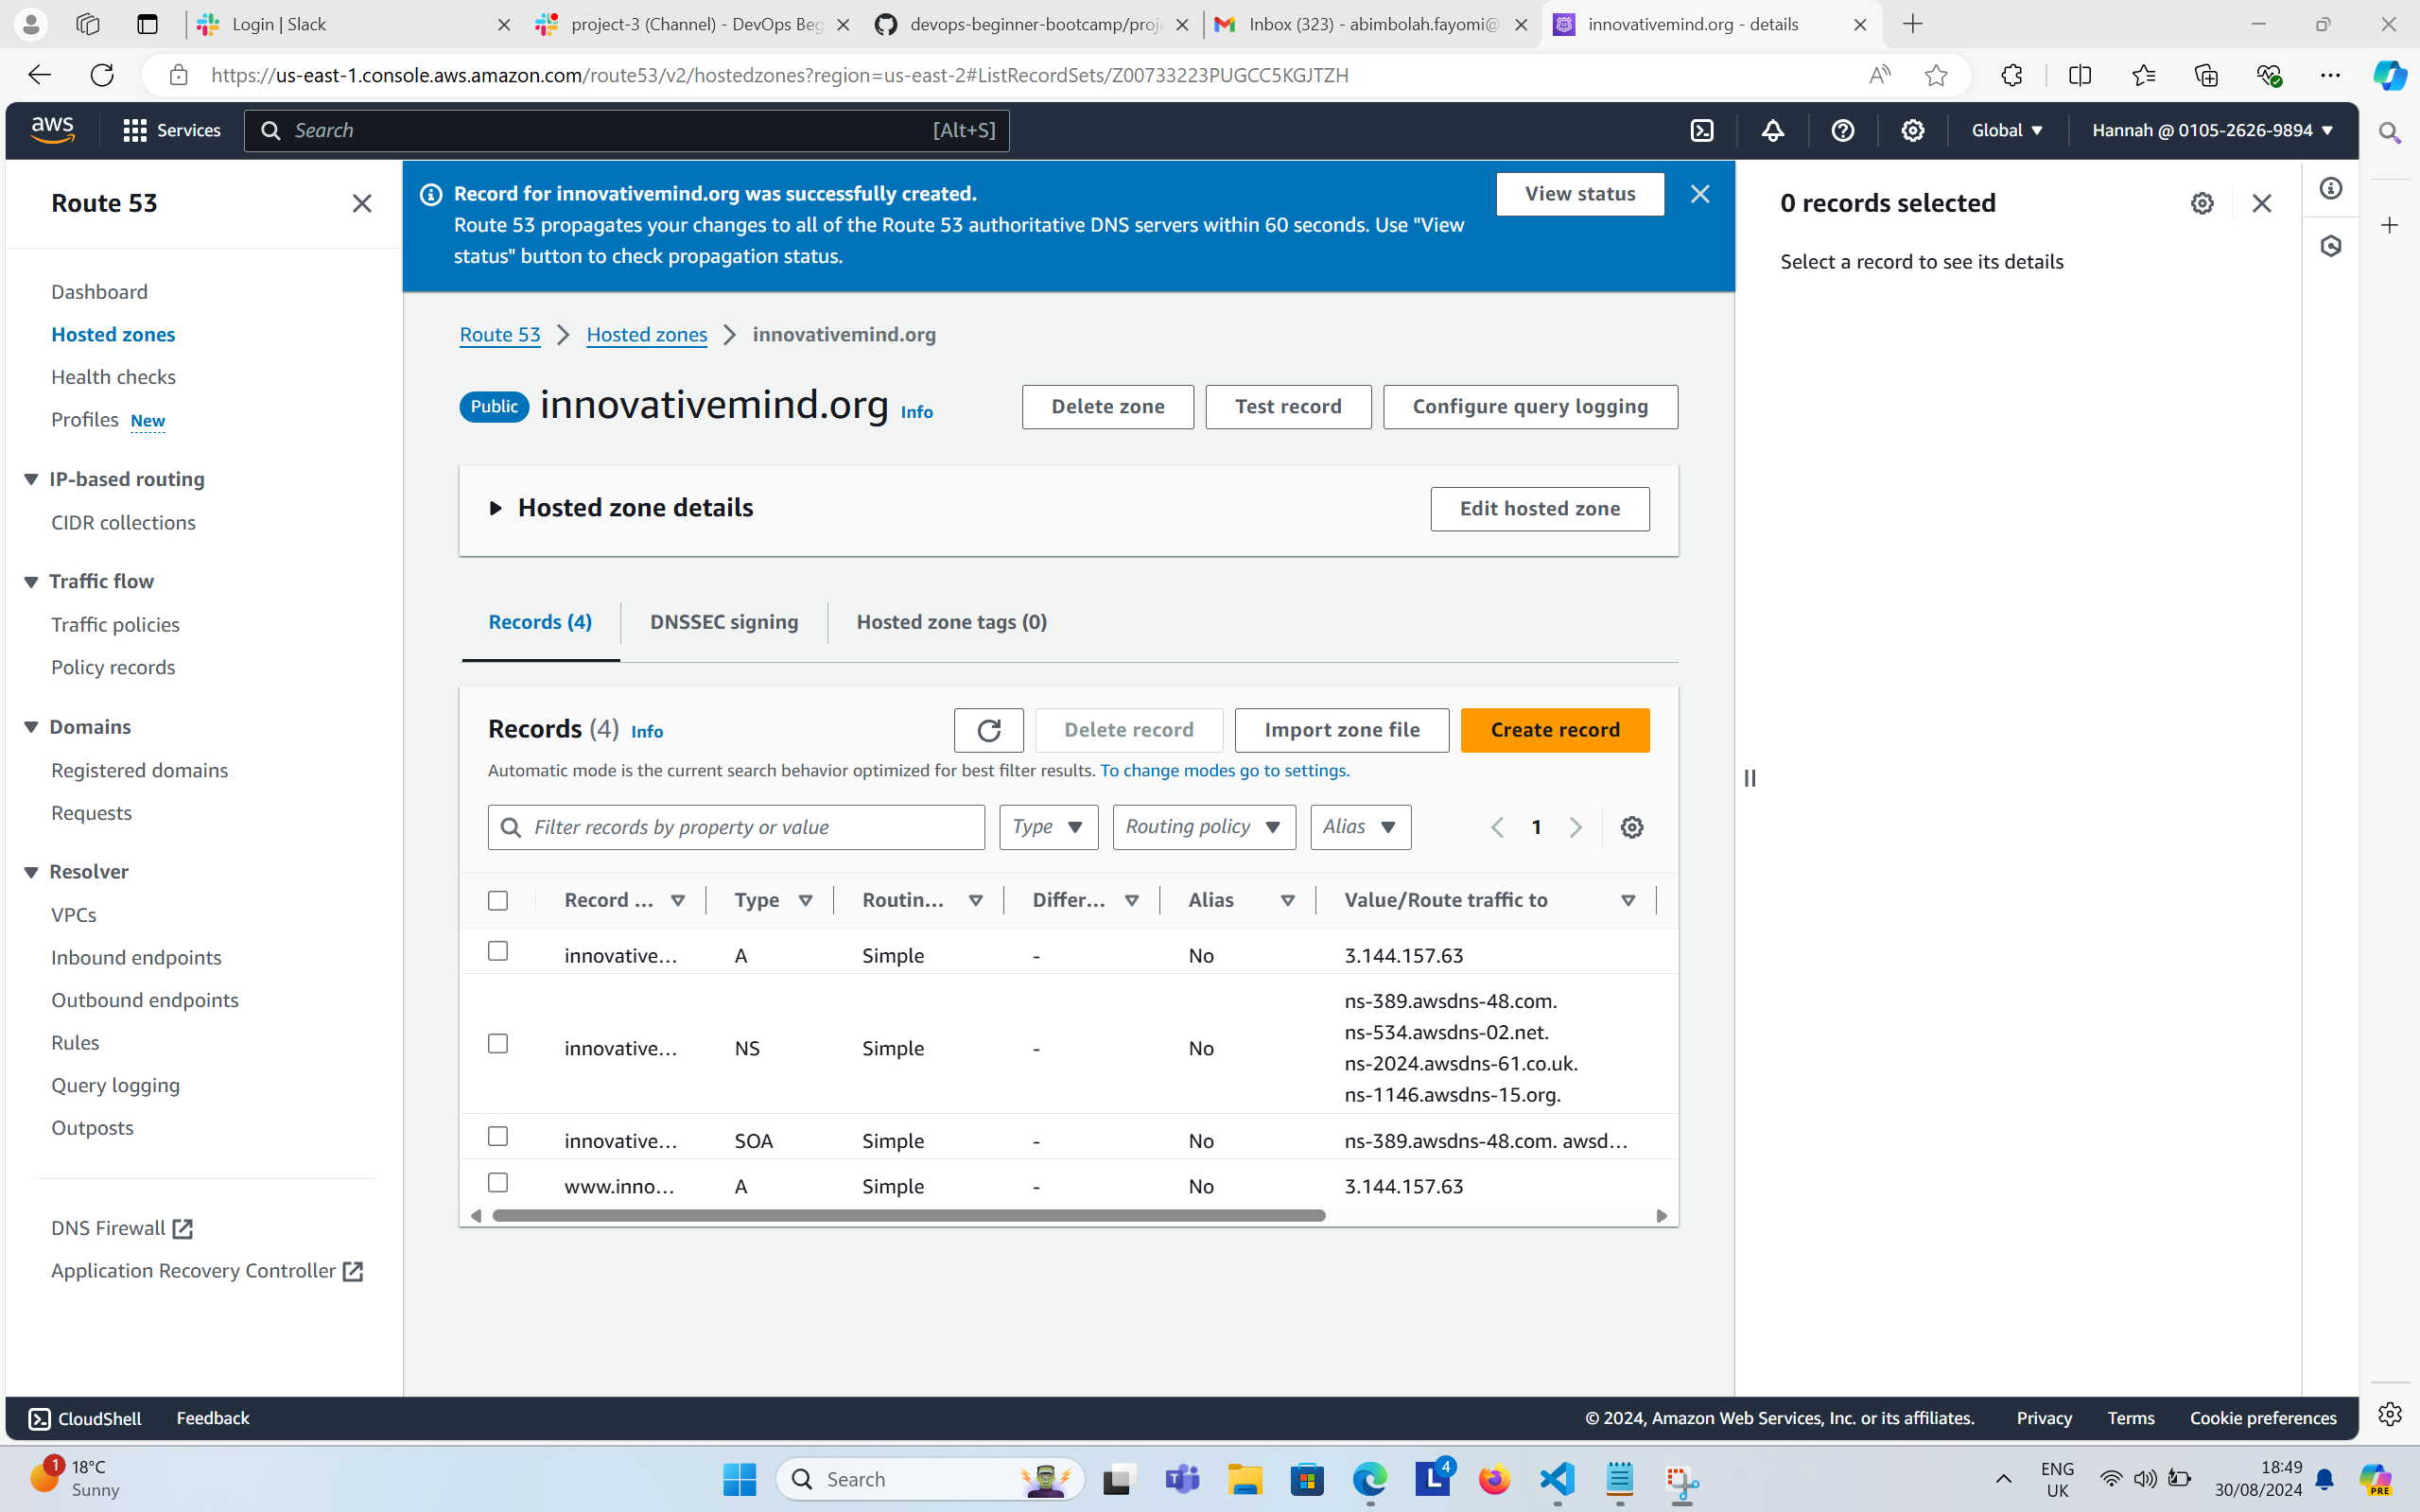 Login | Slack
project-3 (Channel) - DevOps Beg
devops-beginner-bootcamp/proje
Inbox (323) - abimbolah.fayomi@
innovativemind.org - details
https://us-east-1.console.aws.amazon.com/route53/v2/hostedzones?region=us-east-2#ListRecordSets/Z00733223PUGCC5KGJTZH
aws
Services
Search
[Alt+S]
Global
Hannah @ 0105-2626-9894
Route 53
Dashboard
Hosted zones
Health checks
Profiles New
IP-based routing
CIDR collections
Traffic flow
Traffic policies
Policy records
Domains
Registered domains
Requests
Resolver
VPCs
Inbound endpoints
Outbound endpoints
Rules
Query logging
Outposts
DNS Firewall
Application Recovery Controller
Record for innovativemind.org was successfully created.
Route 53 propagates your changes to all of the Route 53 authoritative DNS servers within 60 seconds. Use "View
status" button to check propagation status.
View status
Route 53 > Hosted zones > innovativemind.org
Public innovativemind.org Info
Delete zone
Test record
Configure query logging
Hosted zone details
Edit hosted zone
Records (4)
DNSSEC signing
Hosted zone tags (0)
Records (4) Info
Delete record
Import zone file
Create record
Automatic mode is the current search behavior optimized for best filter results. To change modes go to settings.
Filter records by property or value
Type
Routing policy
Alias
1
Record ... Type Routin... Differ... Alias Value/Route traffic to
innovative... A Simple - No 3.144.157.63
innovative... NS Simple - No
ns-389.awsdns-48.com.
ns-534.awsdns-02.net.
ns-2024.awsdns-61.co.uk.
ns-1146.awsdns-15.org.
innovative... SOA Simple - No ns-389.awsdns-48.com. awsd...
www.inno... A Simple - No 3.144.157.63
0 records selected
Select a record to see its details
CloudShell
Feedback
© 2024, Amazon Web Services, Inc. or its affiliates.
Privacy
Terms
Cookie preferences
1
18°C
Sunny
Search
4
ENG
UK
18:49
30/08/2024
PRE